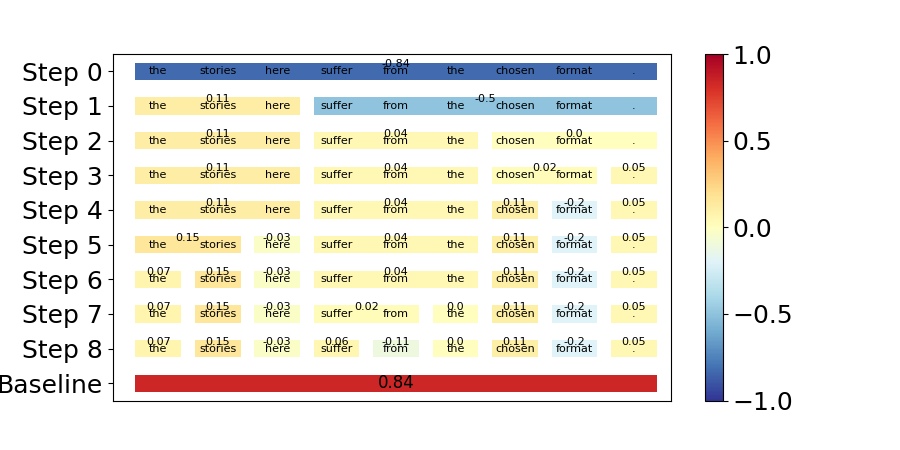 -0.84
Step 0 the stories here suffer from the chosen format .
0.11 -0.5
Step 1 the stories here suffer from the chosen format .
0.11 0.04 0.0
Step 2 the stories here suffer from the chosen format .
0.11 0.04 0.02 0.05
Step 3 the stories here suffer from the chosen format .
0.11 0.04 0.11 -0.2 0.05
Step 4 the stories here suffer from the chosen format .
0.15 -0.03 0.04 0.11 -0.2 0.05
Step 5 the stories here suffer from the chosen format .
0.07 0.15 -0.03 0.04 0.11 -0.2 0.05
Step 6 the stories here suffer from the chosen format .
0.07 0.15 -0.03 0.02 0.0 0.11 -0.2 0.05
Step 7 the stories here suffer from the chosen format .
0.07 0.15 -0.03 0.06 -0.11 0.0 0.11 -0.2 0.05
Step 8 the stories here suffer from the chosen format .
Baseline 0.84
1.0
0.5
0.0
−0.5
−1.0